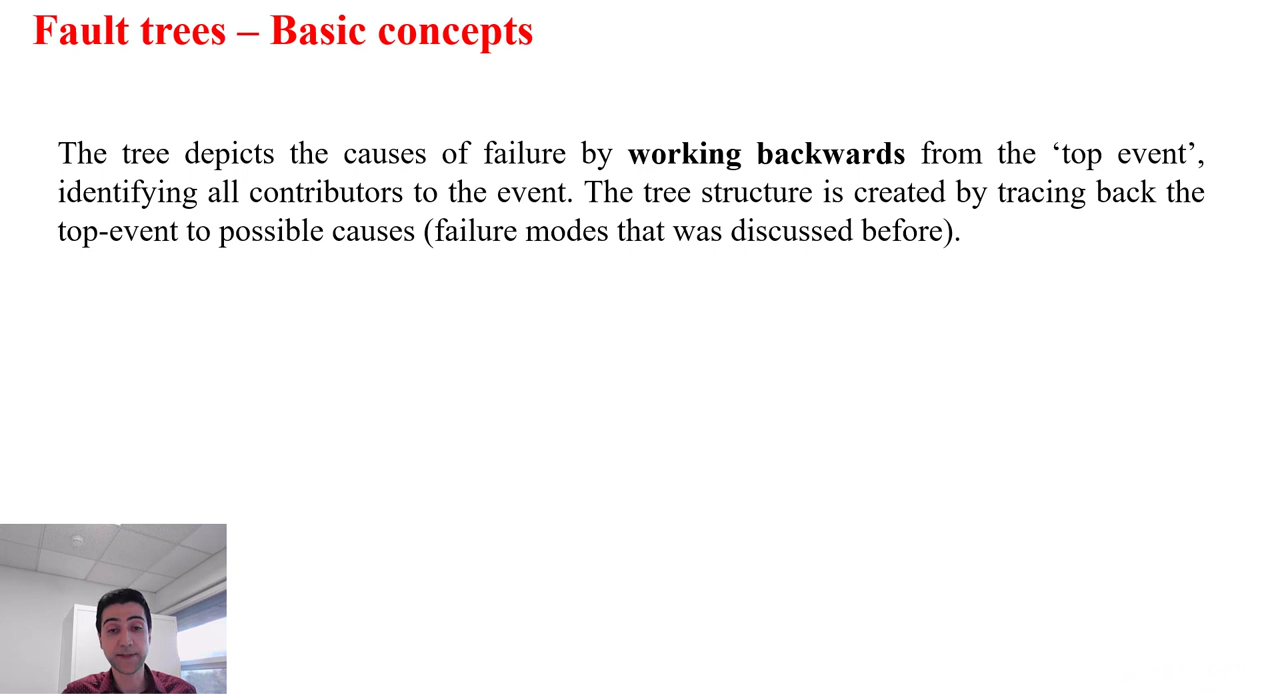 Fault trees – Basic concepts
The tree depicts the causes of failure by working backwards from the ‘top event’,
identifying all contributors to the event. The tree structure is created by tracing back the
top-event to possible causes (failure modes that was discussed before).